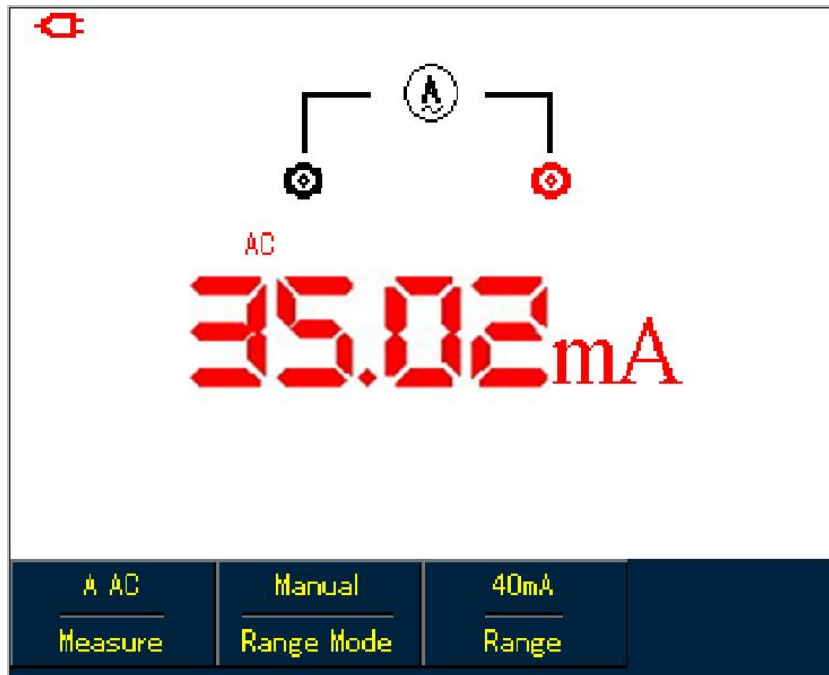 A
AC
35.02mA
A AC
Manual
40mA
Measure
Range Mode
Range